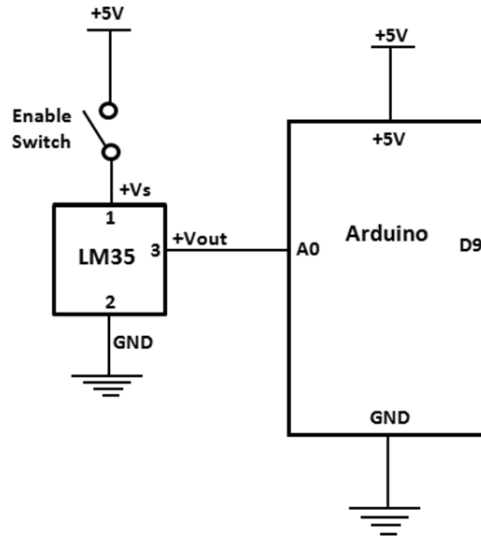 +5V
Enable
Switch
+Vs
1
LM35
3
+Vout
2
GND
+5V
+5V
A0
Arduino
D9
GND